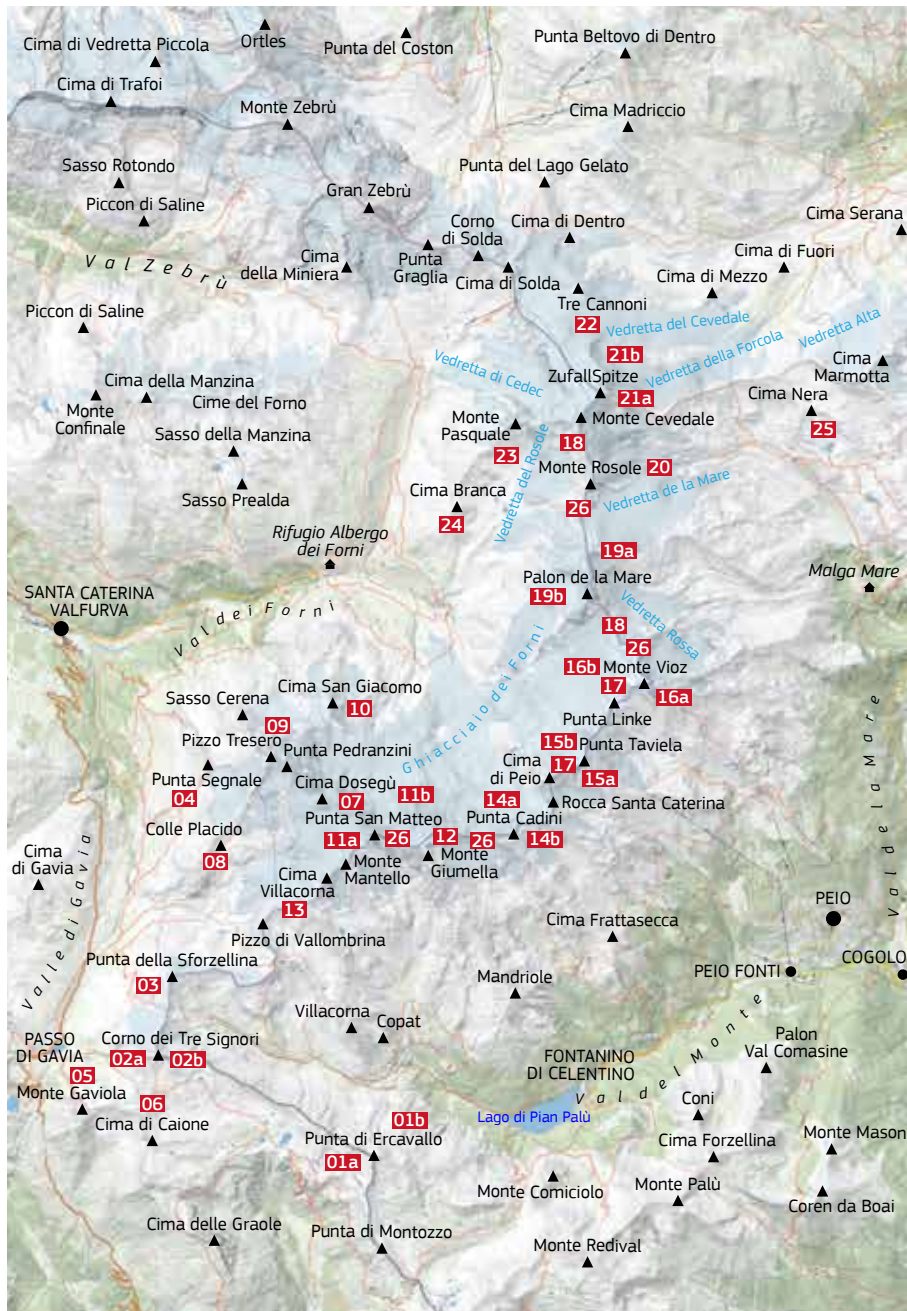 Ortles
Cima di Vedretta Piccola
Punta del Coston
Punta Beltovo di Dentro
Cima di Trafoi
Monte Zebrù
Cima Madriccio
Sasso Rotondo
Punta del Lago Gelato
Piccon di Saline
Gran Zebrù
Cima Serana
Corno
di Solda
Cima di Dentro
Val Zebrù
Cima
della Miniera
Punta
Graglia
Cima di Solda
Cima di Fuori
Cima di Mezzo
Tre Cannoni
Piccon di Saline
22
Vedretta del Cevedale
Vedretta Alta
21b
Vedretta della Forcola
Vedretta di Cedec
ZufallSpitze
Cima
Marmotta
Cima della Manzina
21a
Monte
Confinale
Cime del Forno
Cima Nera
Monte
Pasquale
Monte Cevedale
25
Sasso della Manzina
18
23
Vedretta del Rosole
Monte Rosole
20
Sasso Prealda
Cima Branca
Vedretta de la Mare
24
26
Rifugio Albergo
dei Forni
19a
Malga Mare
SANTA CATERINA
VALFURVA
Palon de la Mare
19b
Val dei Forni
Vedretta Rossa
18
26
Ghiacciaio dei Forni
16b
Monte Vioz
Sasso Cerena
Cima San Giacomo
17
16a
10
Punta Linke
09
Val de la Mare
Pizzo Tresero
Punta Pedranzini
15b
Punta Taviela
Punta Segnale
Cima
di Peio
17
15a
04
Cima Dosegù
07
11b
14a
Rocca Santa Caterina
Colle Placido
Punta San Matteo
Punta Cadini
08
11a
26
12
26
14b
Cima
di Gavia
Monte
Mantello
Monte
Giumella
Cima
Villacorna
13
Valle di Gavia
PEIO
Pizzo di Vallombrina
Cima Frattasecca
Punta della Sforzellina
PEIO FONTI
COGOLO
03
Mandriole
Villacorna
Copat
Val del Monte
PASSO
DI GAVIA
Corno dei Tre Signori
Palon
Val Comasine
02a
02b
FONTANINO
DI CELENTINO
05
Monte Gaviola
06
Coni
Cima di Caione
01b
Lago di Pian Palù
Punta di Ercavallo
Cima Forzellina
Monte Mason
01a
Monte Comiciolo
Monte Palù
Coren da Boai
Cima delle Graole
Punta di Montozzo
Monte Redival